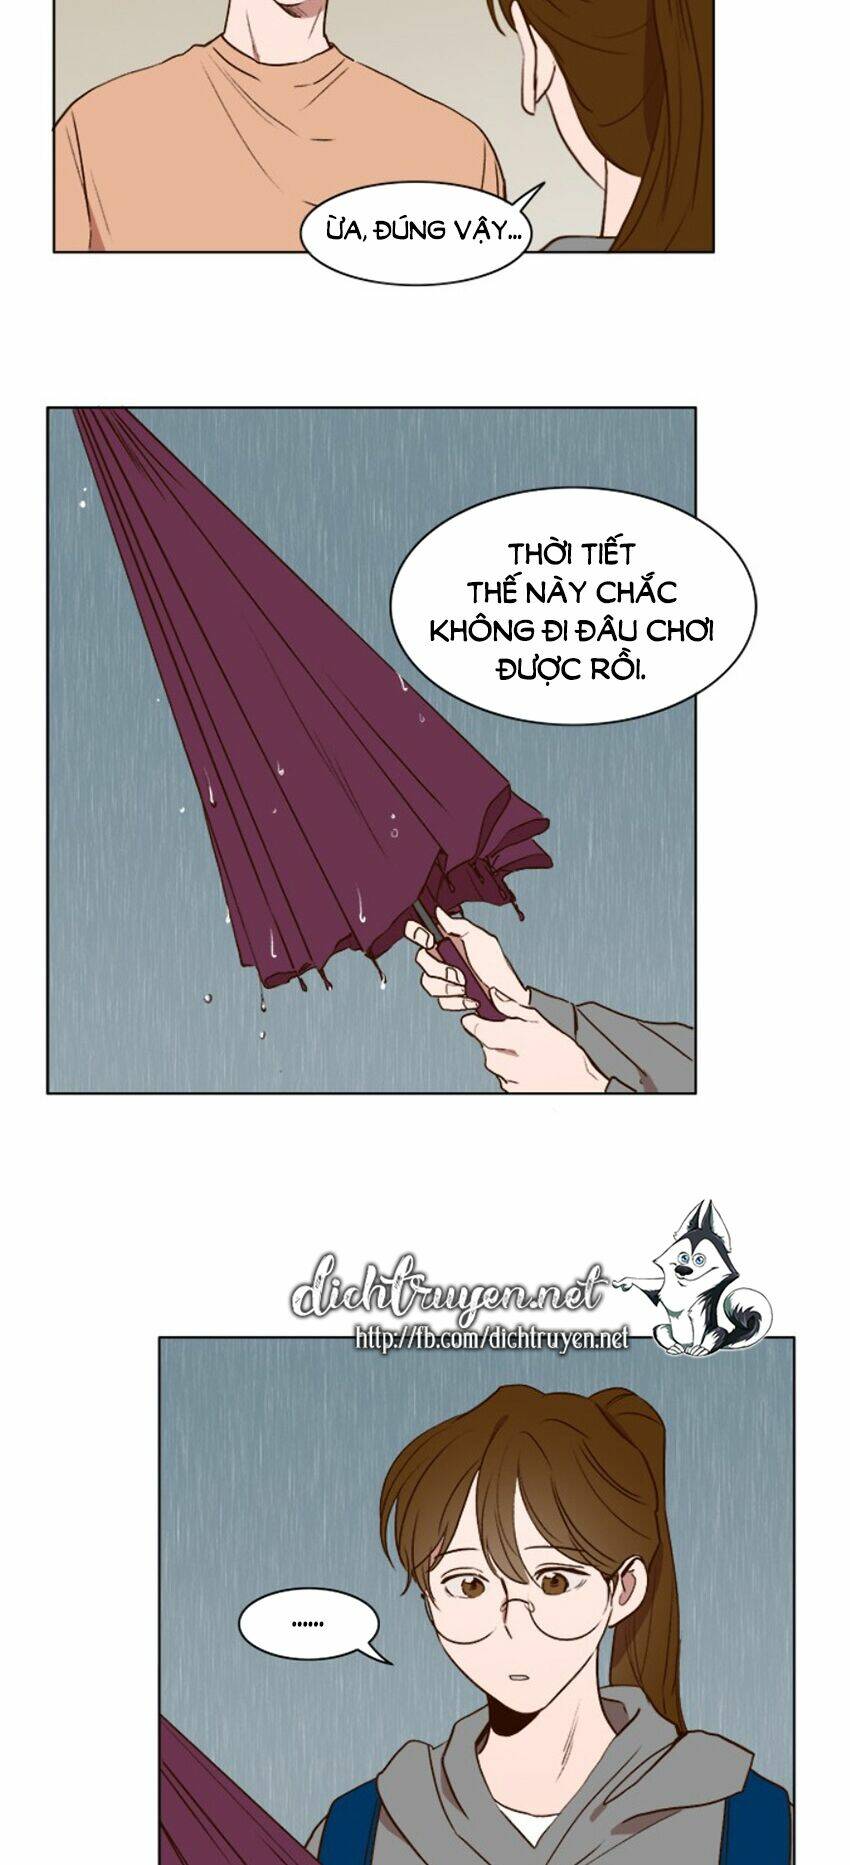 ỪA, ĐÚNG VẬY...
THỜI TIẾT
THẾ NÀY CHẮC
KHÔNG ĐI ĐÂU CHƠI
ĐƯỢC RỒI.
dichtruyen.net
http://fb.com/dichtruyen.net
......